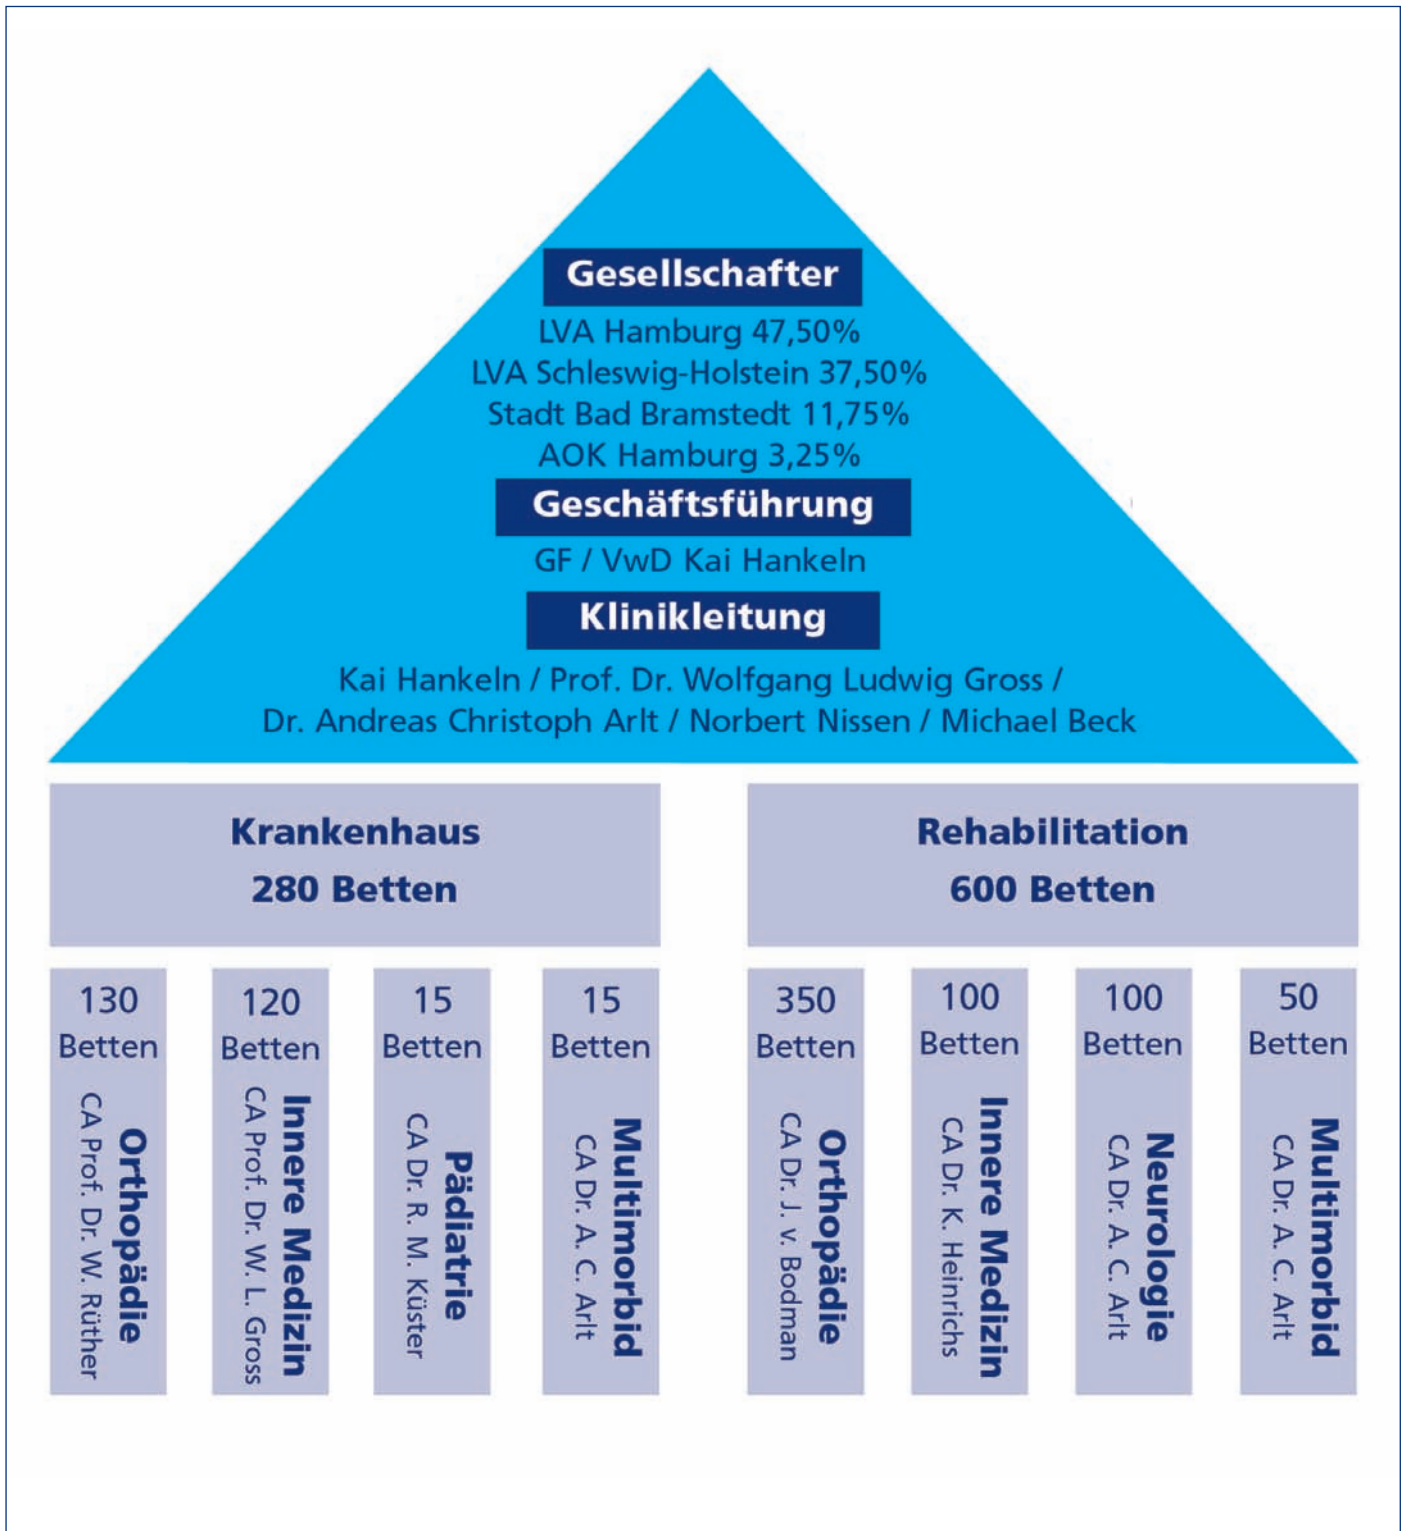 Gesellschafter
LVA Hamburg 47,50%
LVA Schleswig-Holstein 37,50%
Stadt Bad Bramstedt 11,75%
AOK Hamburg 3,25%
Geschäftsführung
GF / VwD Kai Hankeln
Klinikleitung
Kai Hankeln / Prof. Dr. Wolfgang Ludwig Gross /
Dr. Andreas Christoph Arlt / Norbert Nissen / Michael Beck
Krankenhaus
280 Betten
130
Betten
Orthopädie
CA Prof. Dr. W. Rüther
120
Betten
Innere Medizin
CA Prof. Dr. W. L. Gross
15
Betten
Pädiatrie
CA Dr. R. M. Küster
15
Betten
Multimorbid
CA Dr. A. C. Arlt
Rehabilitation
600 Betten
350
Betten
Orthopädie
CA Dr. J. v. Bodman
100
Betten
Innere Medizin
CA Dr. K. Heinrichs
100
Betten
Neurologie
CA Dr. A. C. Arlt
50
Betten
Multimorbid
CA Dr. A. C. Arlt